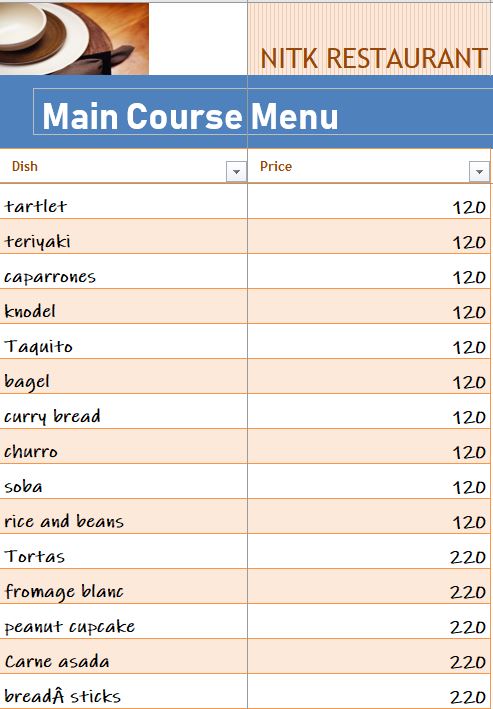 NITK RESTAURANT
Main Course Menu
Dish Price
tartlet 120
teriyaki 120
caparrones 120
knodel 120
Taquito 120
bagel 120
curry bread 120
churro 120
soba 120
rice and beans 120
Tortas 220
fromage blanc 220
peanut cupcake 220
Carne asada 220
breadÂ sticks 220